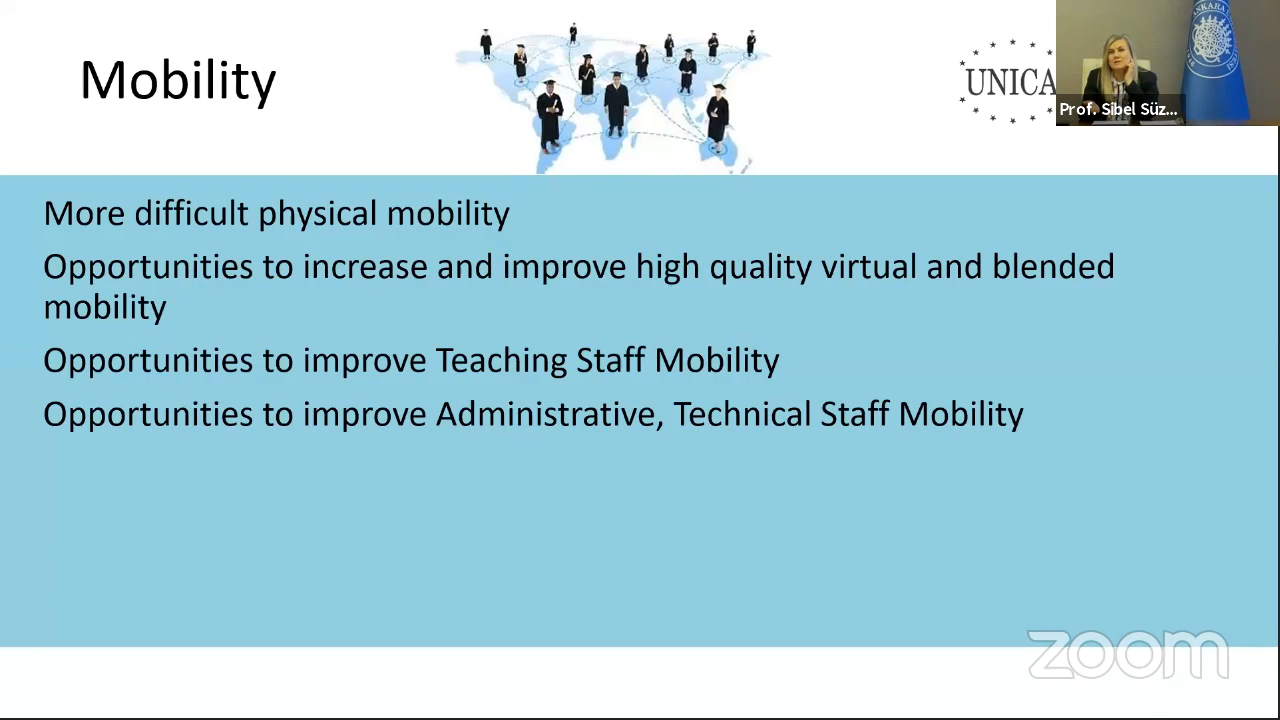 Mobility
UNICA
Prof. Sibel Süz...
More difficult physical mobility
Opportunities to increase and improve high quality virtual and blended
mobility
Opportunities to improve Teaching Staff Mobility
Opportunities to improve Administrative, Technical Staff Mobility
zoom